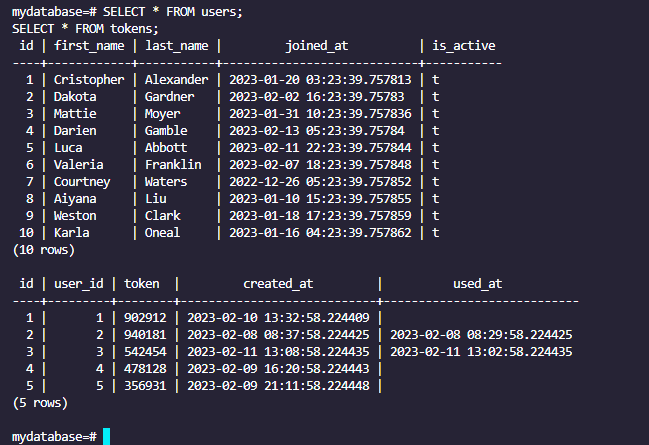 mydatabase=# SELECT * FROM users;
SELECT * FROM tokens;
 id | first_name | last_name |         joined_at          | is_active
----+------------+-----------+----------------------------+-----------
  1 | Cristopher | Alexander | 2023-01-20 03:23:39.757813 | t
  2 | Dakota     | Gardner   | 2023-02-02 16:23:39.75783  | t
  3 | Mattie     | Moyer     | 2023-01-31 10:23:39.757836 | t
  4 | Darien     | Gamble    | 2023-02-13 05:23:39.75784  | t
  5 | Luca       | Abbott    | 2023-02-11 22:23:39.757844 | t
  6 | Valeria    | Franklin  | 2023-02-07 18:23:39.757848 | t
  7 | Courtney   | Waters    | 2022-12-26 05:23:39.757852 | t
  8 | Aiyana     | Liu       | 2023-01-10 15:23:39.757855 | t
  9 | Weston     | Clark     | 2023-01-18 17:23:39.757859 | t
 10 | Karla      | Oneal     | 2023-01-16 04:23:39.757862 | t
(10 rows)

 id | user_id | token  |         created_at         |          used_at
----+---------+--------+----------------------------+----------------------------
  1 |       1 | 902912 | 2023-02-10 13:32:58.224409 |
  2 |       2 | 940181 | 2023-02-08 08:37:58.224425 | 2023-02-08 08:29:58.224425
  3 |       3 | 542454 | 2023-02-11 13:08:58.224435 | 2023-02-11 13:02:58.224435
  4 |       4 | 478128 | 2023-02-09 16:20:58.224443 |
  5 |       5 | 356931 | 2023-02-09 21:11:58.224448 |
(5 rows)

mydatabase=#